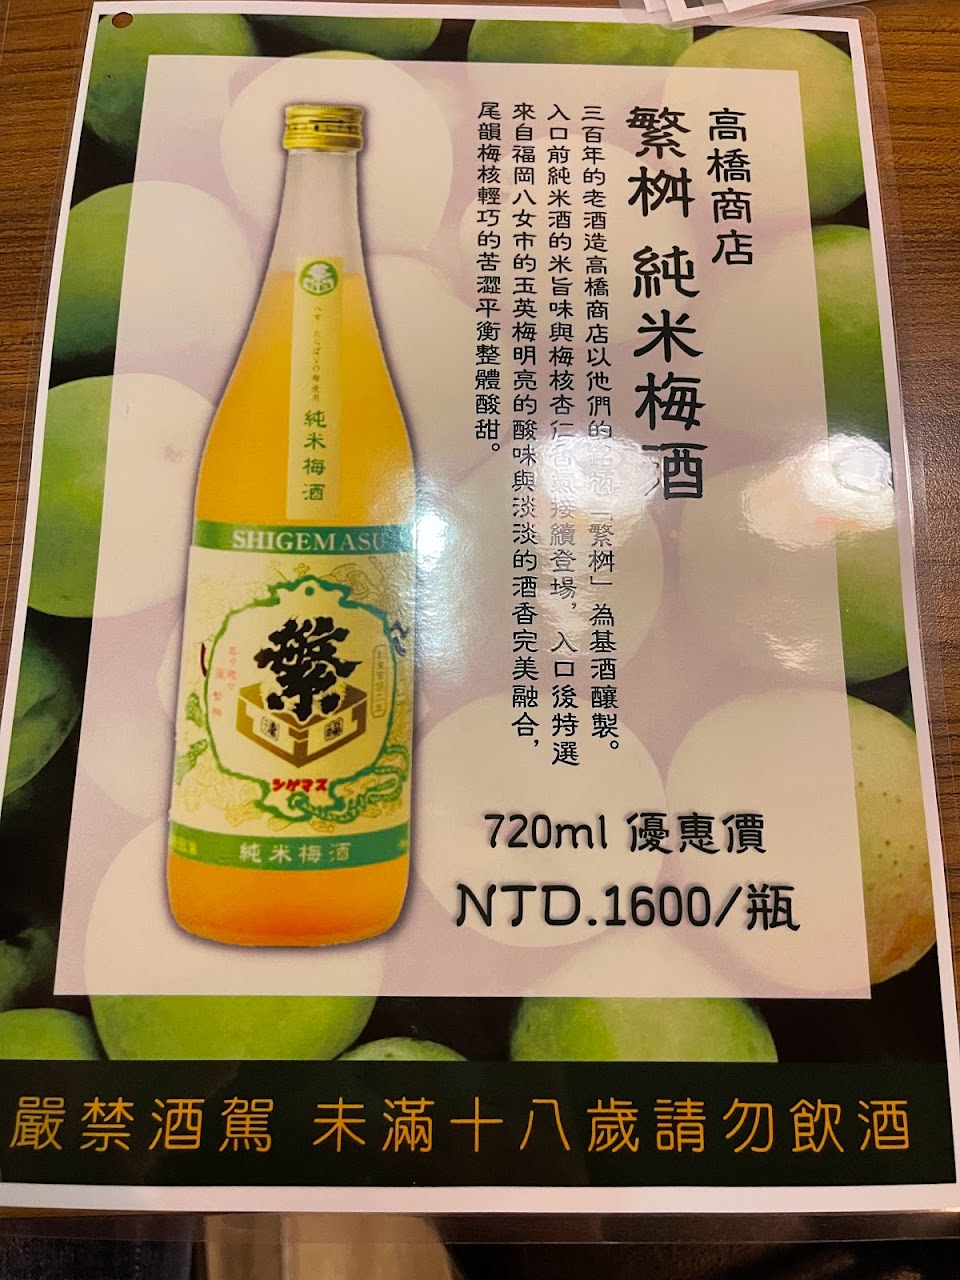 高橋商店
繁桝 純米梅酒
三百年的老酒造高橋商店以他們的「繁桝」為基酒釀製。
入口前純米酒的米旨味與梅核杏仁香氣接續登場，入口後特選
來自福岡八女市的玉英梅明亮的酸味與淡淡的酒香完美融合，
尾韻梅核輕巧的苦澀平衡整體酸甜。
純米梅酒
SHIGEMASU
繁
シゲマス
純米梅酒
720ml 優惠價
NTD.1600/瓶
嚴禁酒駕 未滿十八歲請勿飲酒